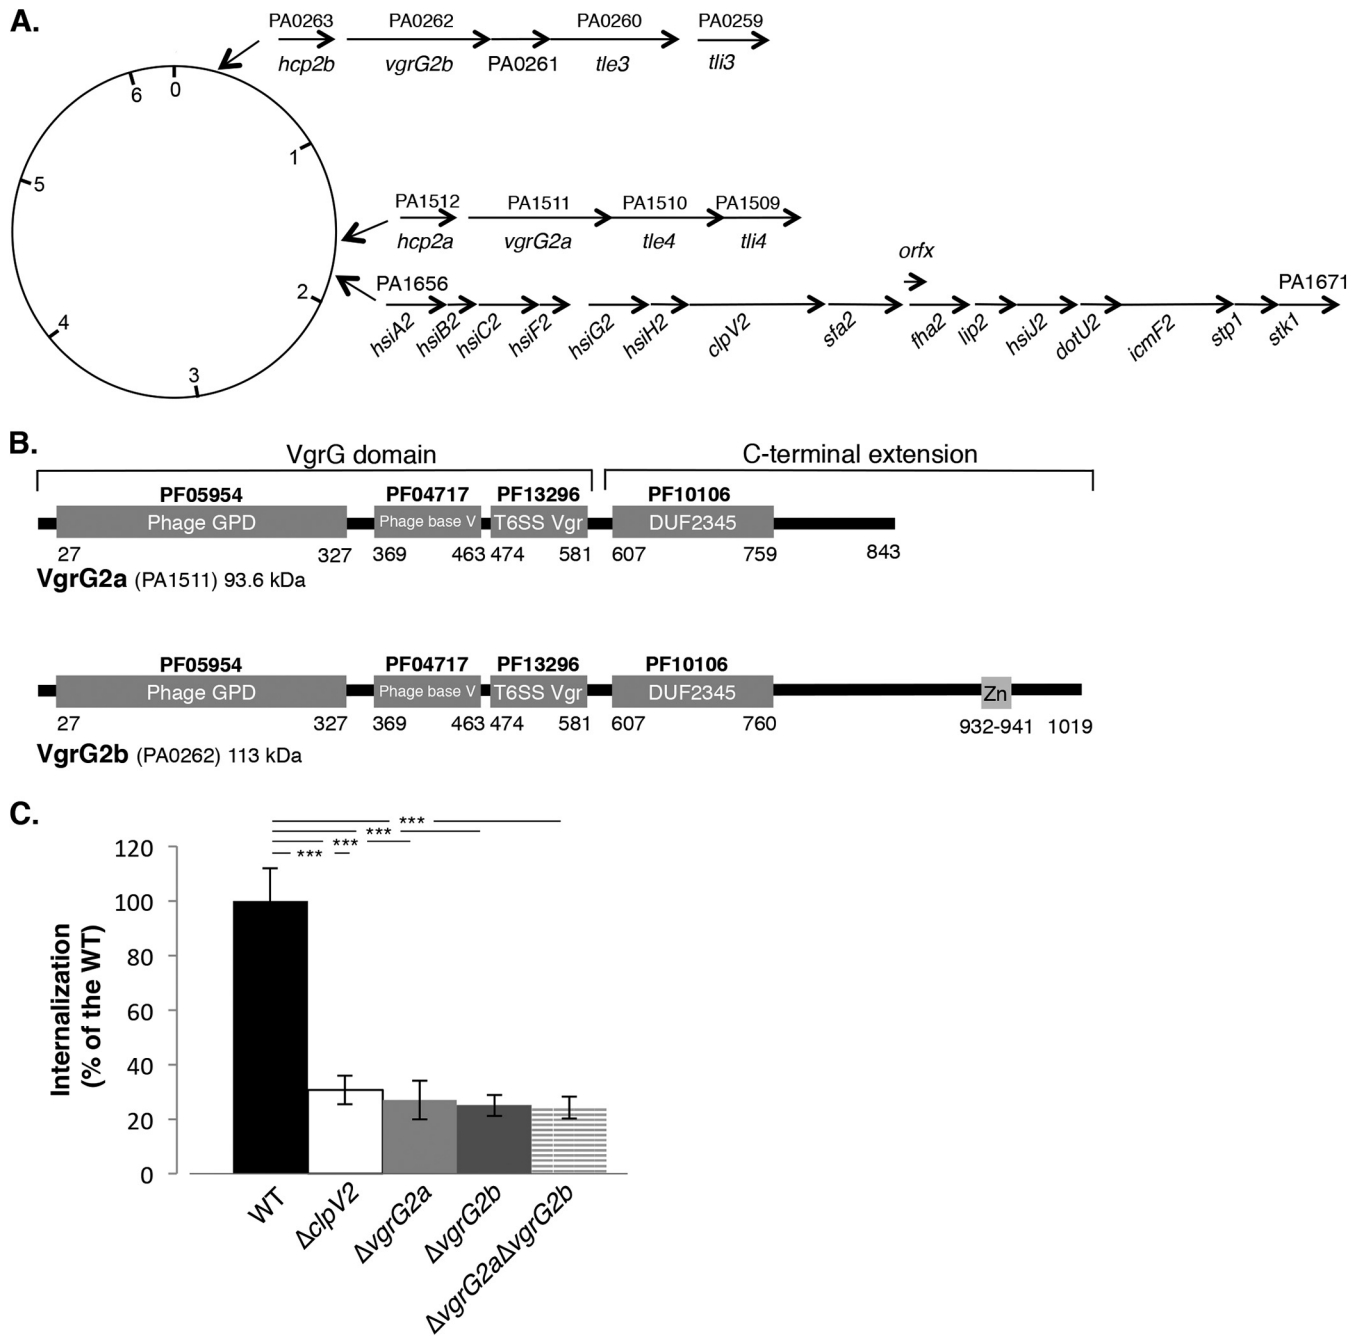 A.
PA0263 PA0262 PA0260 PA0259
hcp2b vgrG2b PA0261 tle3 tli3
0
1
2
3
4
5
6
PA1512 PA1511 PA1510 PA1509
hcp2a vgrG2a tle4 tli4
orfx
PA1656 PA1671
hsiA2 hsiB2 hsiC2 hsiF2 hsiG2 hsiH2 clpV2 sfa2 fha2 lip2 hsiJ2 dotU2 icmF2 stp1 stk1
B.
VgrG domain C-terminal extension
PF05954 PF04717 PF13296 PF10106
Phage GPD Phage base V T6SS Vgr DUF2345
27 327 369 463 474 581 607 759 843
VgrG2a (PA1511) 93.6 kDa
PF05954 PF04717 PF13296 PF10106
Phage GPD Phage base V T6SS Vgr DUF2345 Zn
27 327 369 463 474 581 607 760 932-941 1019
VgrG2b (PA0262) 113 kDa
C.
***
***
***
***
120
100
80
60
40
20
0
Internalization
(% of the WT)
WT ΔclpV2 ΔvgrG2a ΔvgrG2b ΔvgrG2aΔvgrG2b